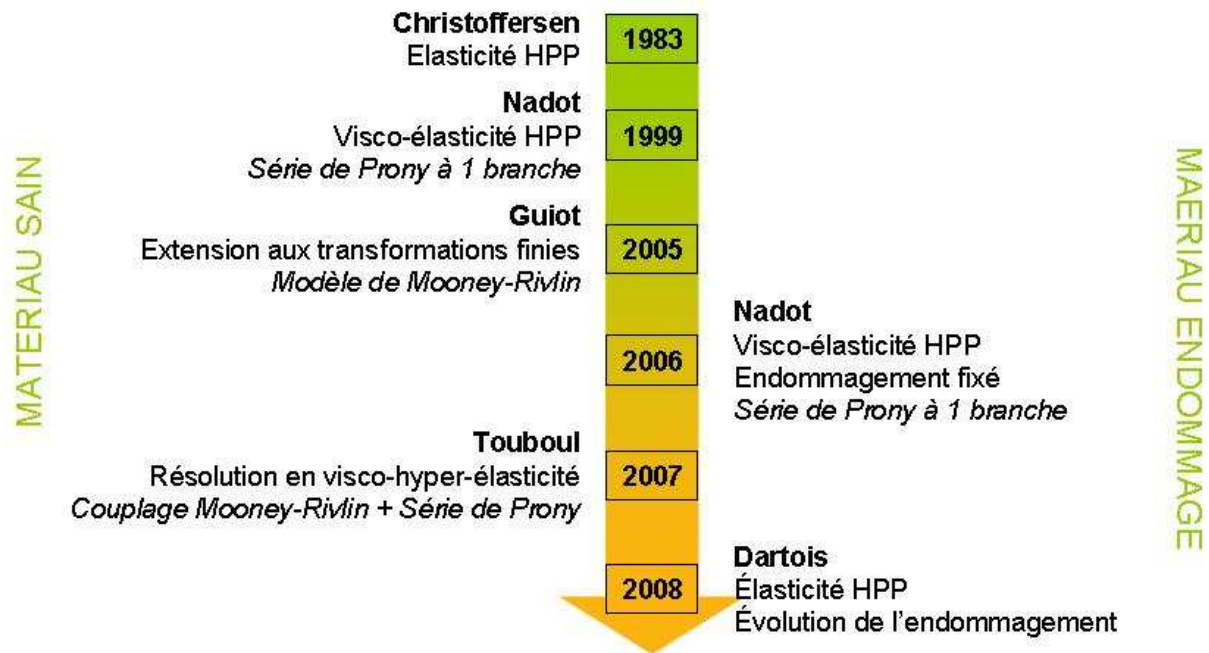 Christoffersen
Elasticité HPP
1983
Nadot
Visco-élasticité HPP
Série de Prony à 1 branche
1999
Guiot
Extension aux transformations finies
Modèle de Mooney-Rivlin
2005
Nadot
Visco-élasticité HPP
Endommagement fixé
Série de Prony à 1 branche
2006
Touboul
Résolution en visco-hyper-élasticité
Couplage Mooney-Rivlin + Série de Prony
2007
Dartois
Élasticité HPP
Évolution de l'endommagement
2008
MATERIAU SAIN
MAERIAU ENDOMMAGE